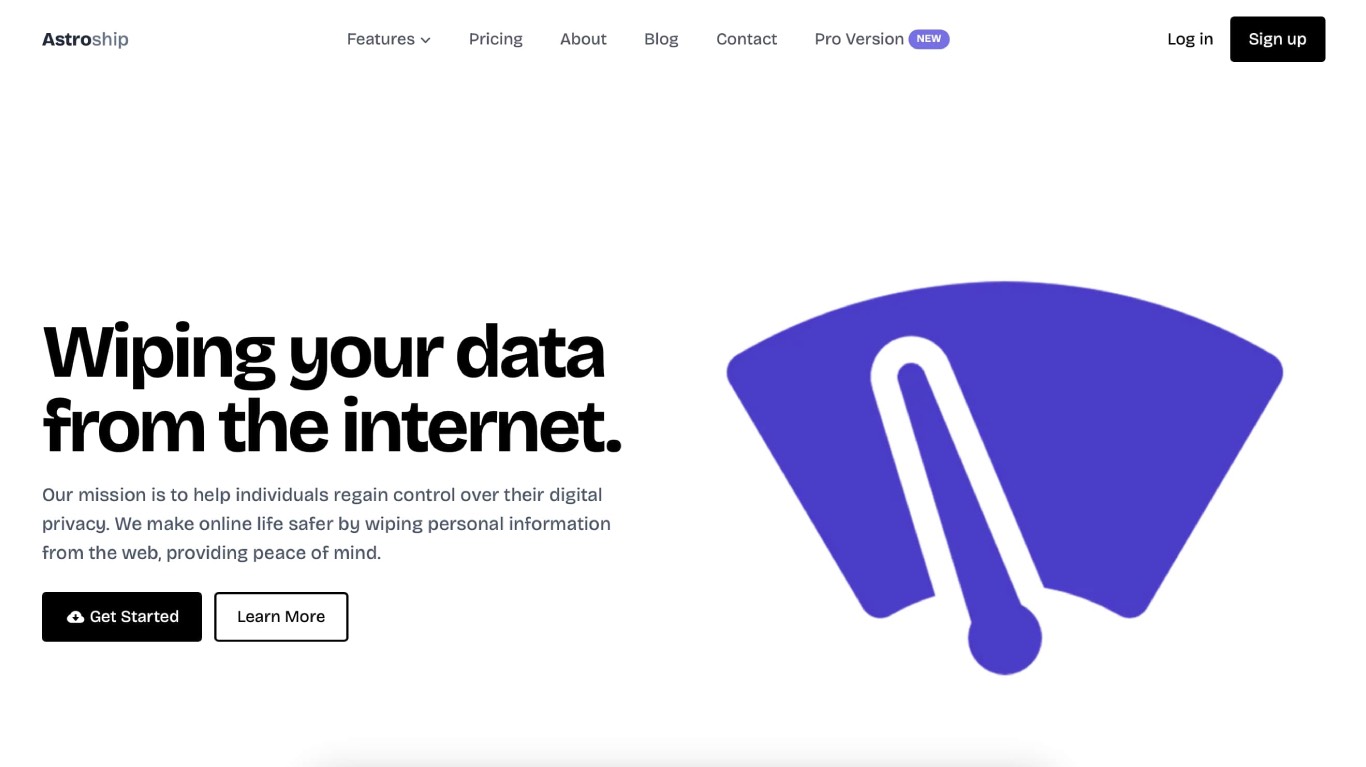 Astroship
Features
Pricing
About
Blog
Contact
Pro Version NEW
Log in
Sign up
Wiping your data
from the internet.
Our mission is to help individuals regain control over their digital
privacy. We make online life safer by wiping personal information
from the web, providing peace of mind.
Get Started
Learn More